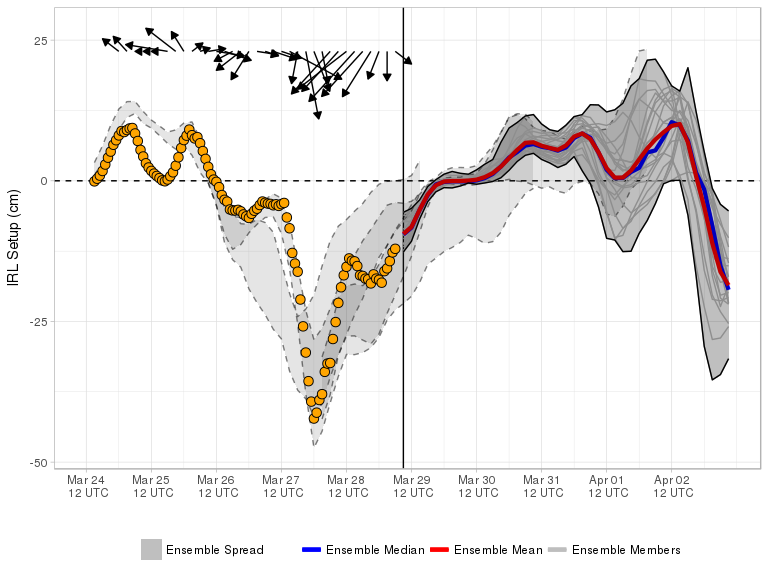 25
0
-25
-50
IRL Setup (cm)
Mar 24 Mar 25 Mar 26 Mar 27 Mar 28 Mar 29 Mar 30 Mar 31 Apr 01 Apr 02
12 UTC 12 UTC 12 UTC 12 UTC 12 UTC 12 UTC 12 UTC 12 UTC 12 UTC 12 UTC
Ensemble Spread Ensemble Median Ensemble Mean Ensemble Members